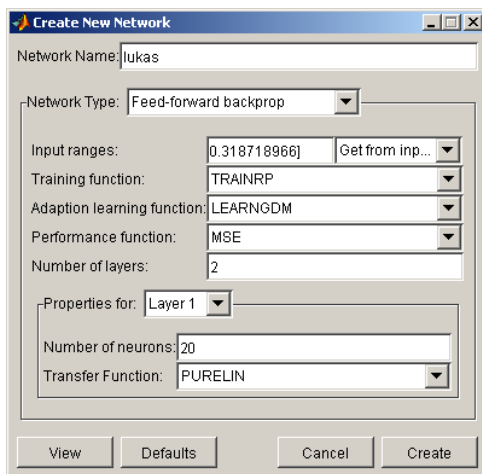 Create New Network
Network Name: lukas
Network Type: Feed-forward backprop
Input ranges: 0.318718966] Get from inp...
Training function: TRAINRP
Adaption learning function: LEARNGDM
Performance function: MSE
Number of layers: 2
Properties for: Layer 1
Number of neurons: 20
Transfer Function: PURELIN
View Defaults Cancel Create